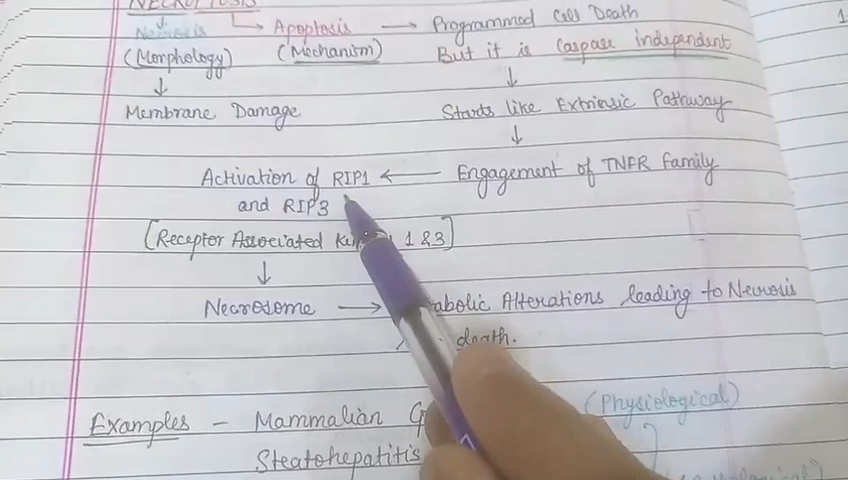 NECROPTOSIS
Necrosis → Apoptosis → Programmed Cell Death
(Morphology) (Mechanism) But it is Caspase independent
↓ ↓
Membrane Damage Starts like Extrinsic Pathway
↓
Activation of RIP1 ← Engagement of TNFR family
and RIP3
[Receptor Associated 1 & 3]
↓
Necrosome → Alterations leading to Necrosis
death.
Examples - Mammalian (Physiological)
Steatohepatitis